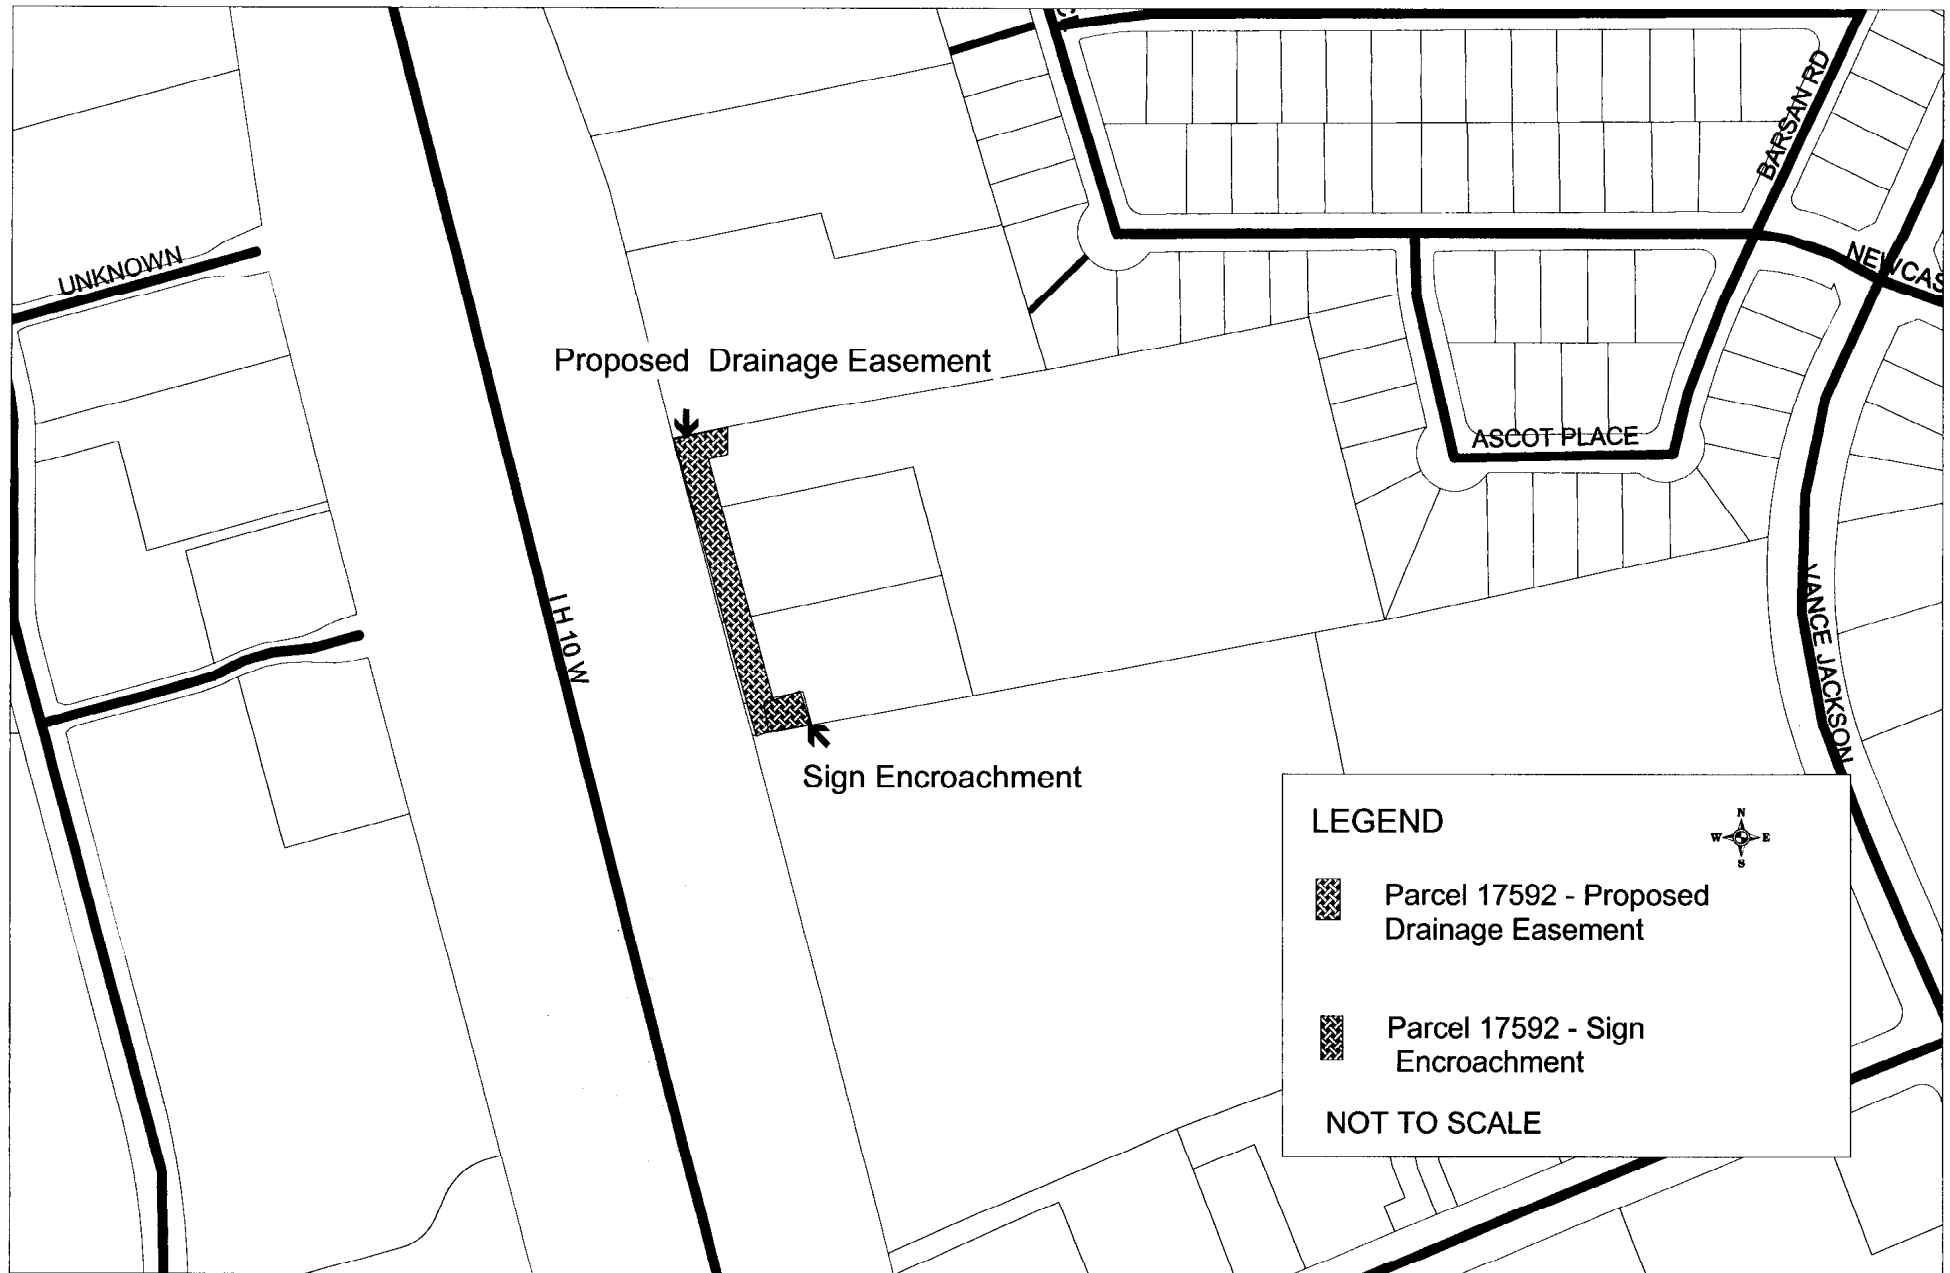 BARSAN RD
UNKNOWN
NEWCAS
Proposed Drainage Easement
ASCOT PLACE
I H 10 W
VANCE JACKSON
Sign Encroachment
LEGEND
N
W E
S
Parcel 17592 - Proposed
Drainage Easement
Parcel 17592 - Sign
Encroachment
NOT TO SCALE